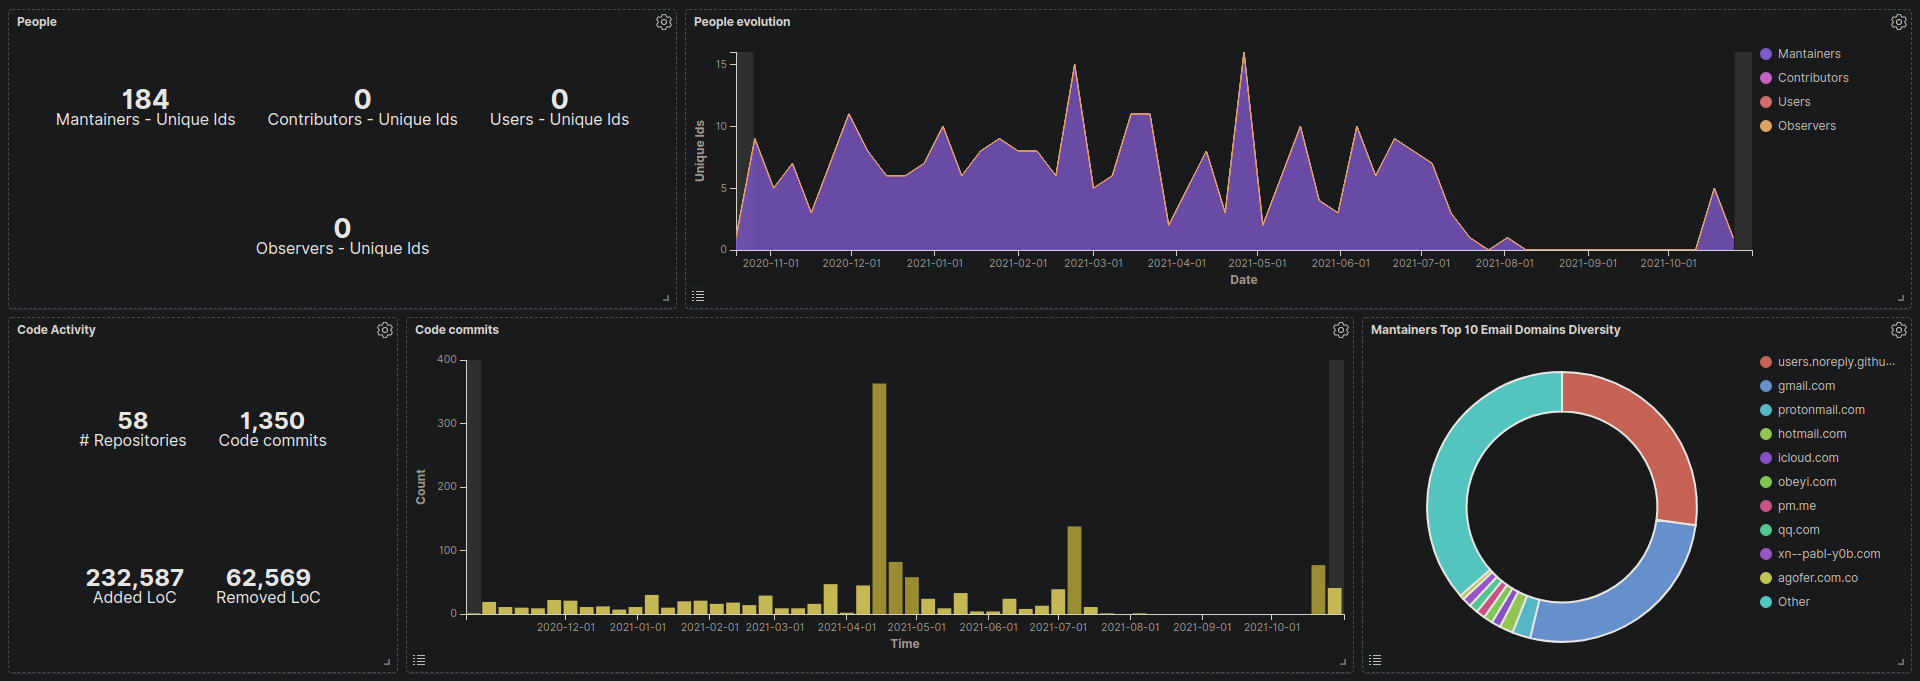 People
184
Mantainers - Unique Ids
0
Contributors - Unique Ids
0
Users - Unique Ids
0
Observers - Unique Ids
People evolution
Unique Ids
15
10
5
0
2020-11-01 2020-12-01 2021-01-01 2021-02-01 2021-03-01 2021-04-01 2021-05-01 2021-06-01 2021-07-01 2021-08-01 2021-09-01 2021-10-01
Date
Mantainers
Contributors
Users
Observers
Code Activity
58
# Repositories
1,350
Code commits
232,587
Added LoC
62,569
Removed LoC
Code commits
Count
400
300
200
100
0
2020-12-01 2021-01-01 2021-02-01 2021-03-01 2021-04-01 2021-05-01 2021-06-01 2021-07-01 2021-08-01 2021-09-01 2021-10-01
Time
Mantainers Top 10 Email Domains Diversity
users.noreply.githu...
gmail.com
protonmail.com
hotmail.com
icloud.com
obeyi.com
pm.me
qq.com
xn--pabl-y0b.com
agofer.com.co
Other